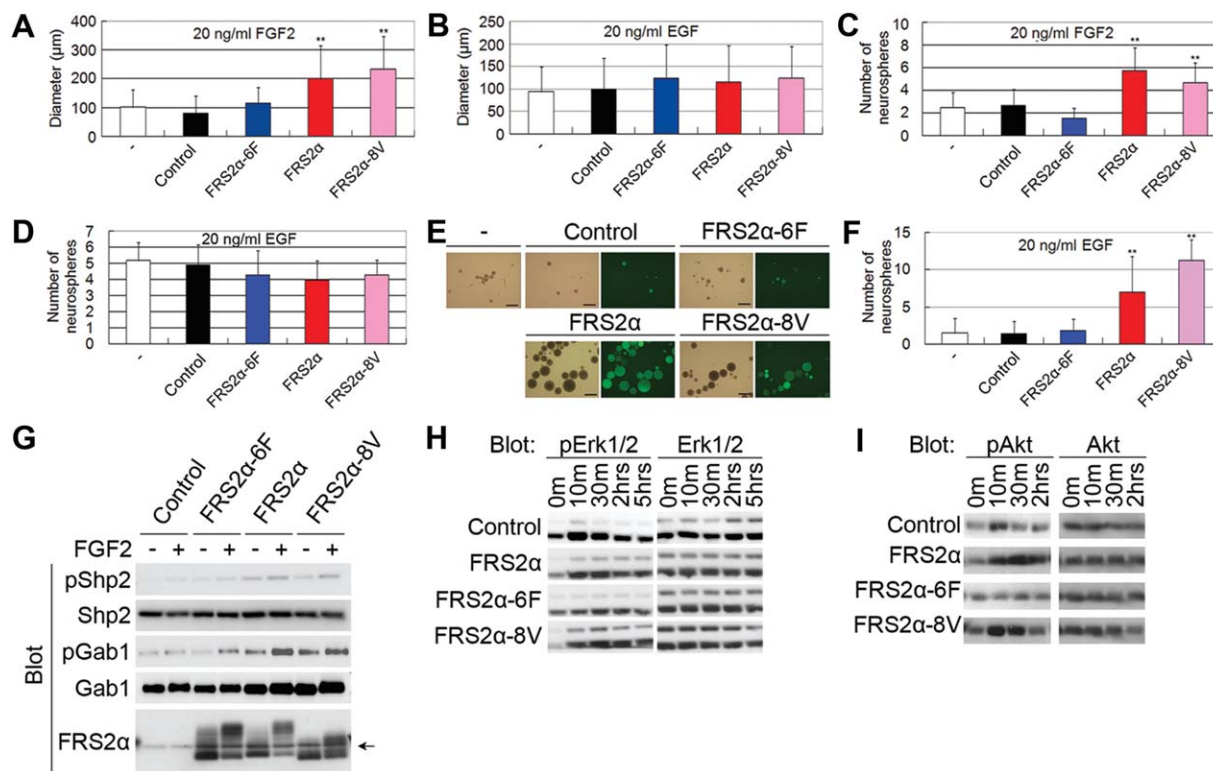 A
20 ng/ml FGF2
Diameter (µm)
400
300
200
100
0
**
**
-
Control
FRS2α-6F
FRS2α
FRS2α-8V
B
20 ng/ml EGF
Diameter (µm)
250
200
150
100
50
0
-
Control
FRS2α-6F
FRS2α
FRS2α-8V
C
20 ng/ml FGF2
Number of
neurospheres
10
8
6
4
2
0
**
**
-
Control
FRS2α-6F
FRS2α
FRS2α-8V
D
20 ng/ml EGF
Number of
neurospheres
7
6
5
4
3
2
1
0
-
Control
FRS2α-6F
FRS2α
FRS2α-8V
E
- Control FRS2α-6F
FRS2α FRS2α-8V
F
20 ng/ml EGF
Number of
neurospheres
15
10
5
0
**
**
-
Control
FRS2α-6F
FRS2α
FRS2α-8V
G
Control FRS2α-6F FRS2α FRS2α-8V
FGF2 - + - + - + - +
Blot
pShp2
Shp2
pGab1
Gab1
FRS2α
H
Blot: pErk1/2 Erk1/2
0m 10m 30m 2hrs 5hrs 0m 10m 30m 2hrs 5hrs
Control
FRS2α
FRS2α-6F
FRS2α-8V
I
Blot: pAkt Akt
0m 10m 30m 2hrs 0m 10m 30m 2hrs
Control
FRS2α
FRS2α-6F
FRS2α-8V